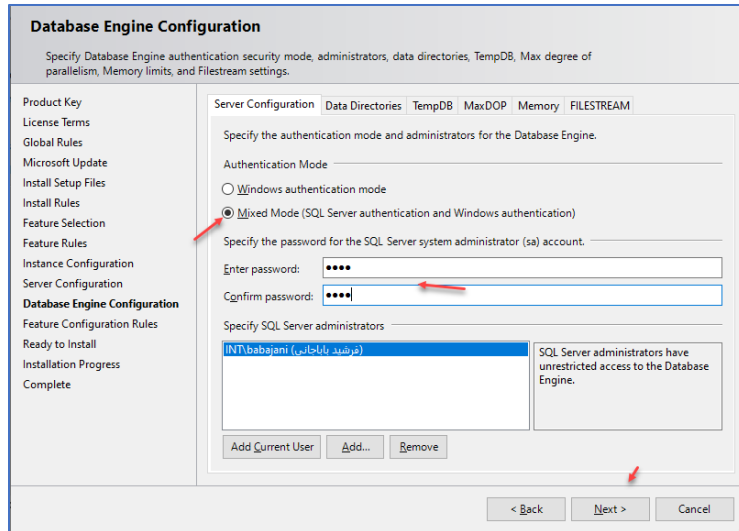 Database Engine Configuration
Specify Database Engine authentication security mode, administrators, data directories, TempDB, Max degree of
parallelism, Memory limits, and Filestream settings.
Product Key
License Terms
Global Rules
Microsoft Update
Install Setup Files
Install Rules
Feature Selection
Feature Rules
Instance Configuration
Server Configuration
Database Engine Configuration
Feature Configuration Rules
Ready to Install
Installation Progress
Complete
Server Configuration Data Directories TempDB MaxDOP Memory FILESTREAM
Specify the authentication mode and administrators for the Database Engine.
Authentication Mode
Windows authentication mode
Mixed Mode (SQL Server authentication and Windows authentication)
Specify the password for the SQL Server system administrator (sa) account.
Enter password: ●●●●
Confirm password: ●●●●
Specify SQL Server administrators
INT\babajani (فرشید باباجانی)
SQL Server administrators have
unrestricted access to the Database
Engine.
Add Current User Add... Remove
< Back Next > Cancel